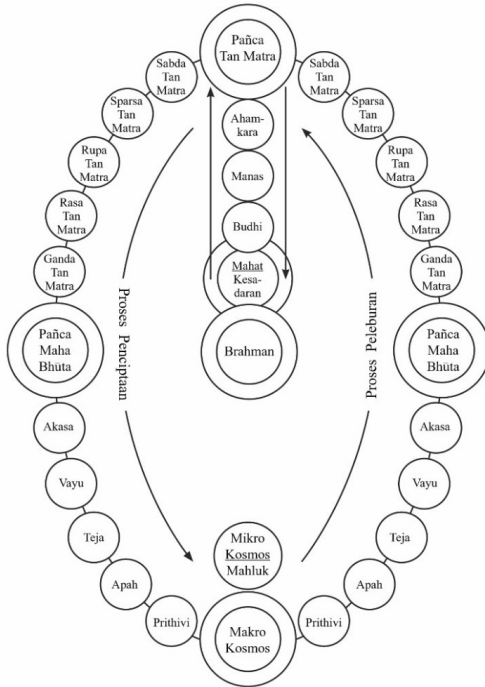 Pañca
Tan Matra
Sabda
Tan
Matra
Sabda
Tan
Matra
Sparsa
Tan
Matra
Sparsa
Tan
Matra
Aham-
kara
Rupa
Tan
Matra
Rupa
Tan
Matra
Manas
Rasa
Tan
Matra
Rasa
Tan
Matra
Budhi
Ganda
Tan
Matra
Ganda
Tan
Matra
Mahat
Kesa-
daran
Proses Penciptaan
Proses Peleburan
Pañca
Maha
Bhūta
Brahman
Pañca
Maha
Bhūta
Akasa
Akasa
Vayu
Vayu
Teja
Teja
Mikro
Kosmos
Mahluk
Apah
Apah
Prithivi
Prithivi
Makro
Kosmos